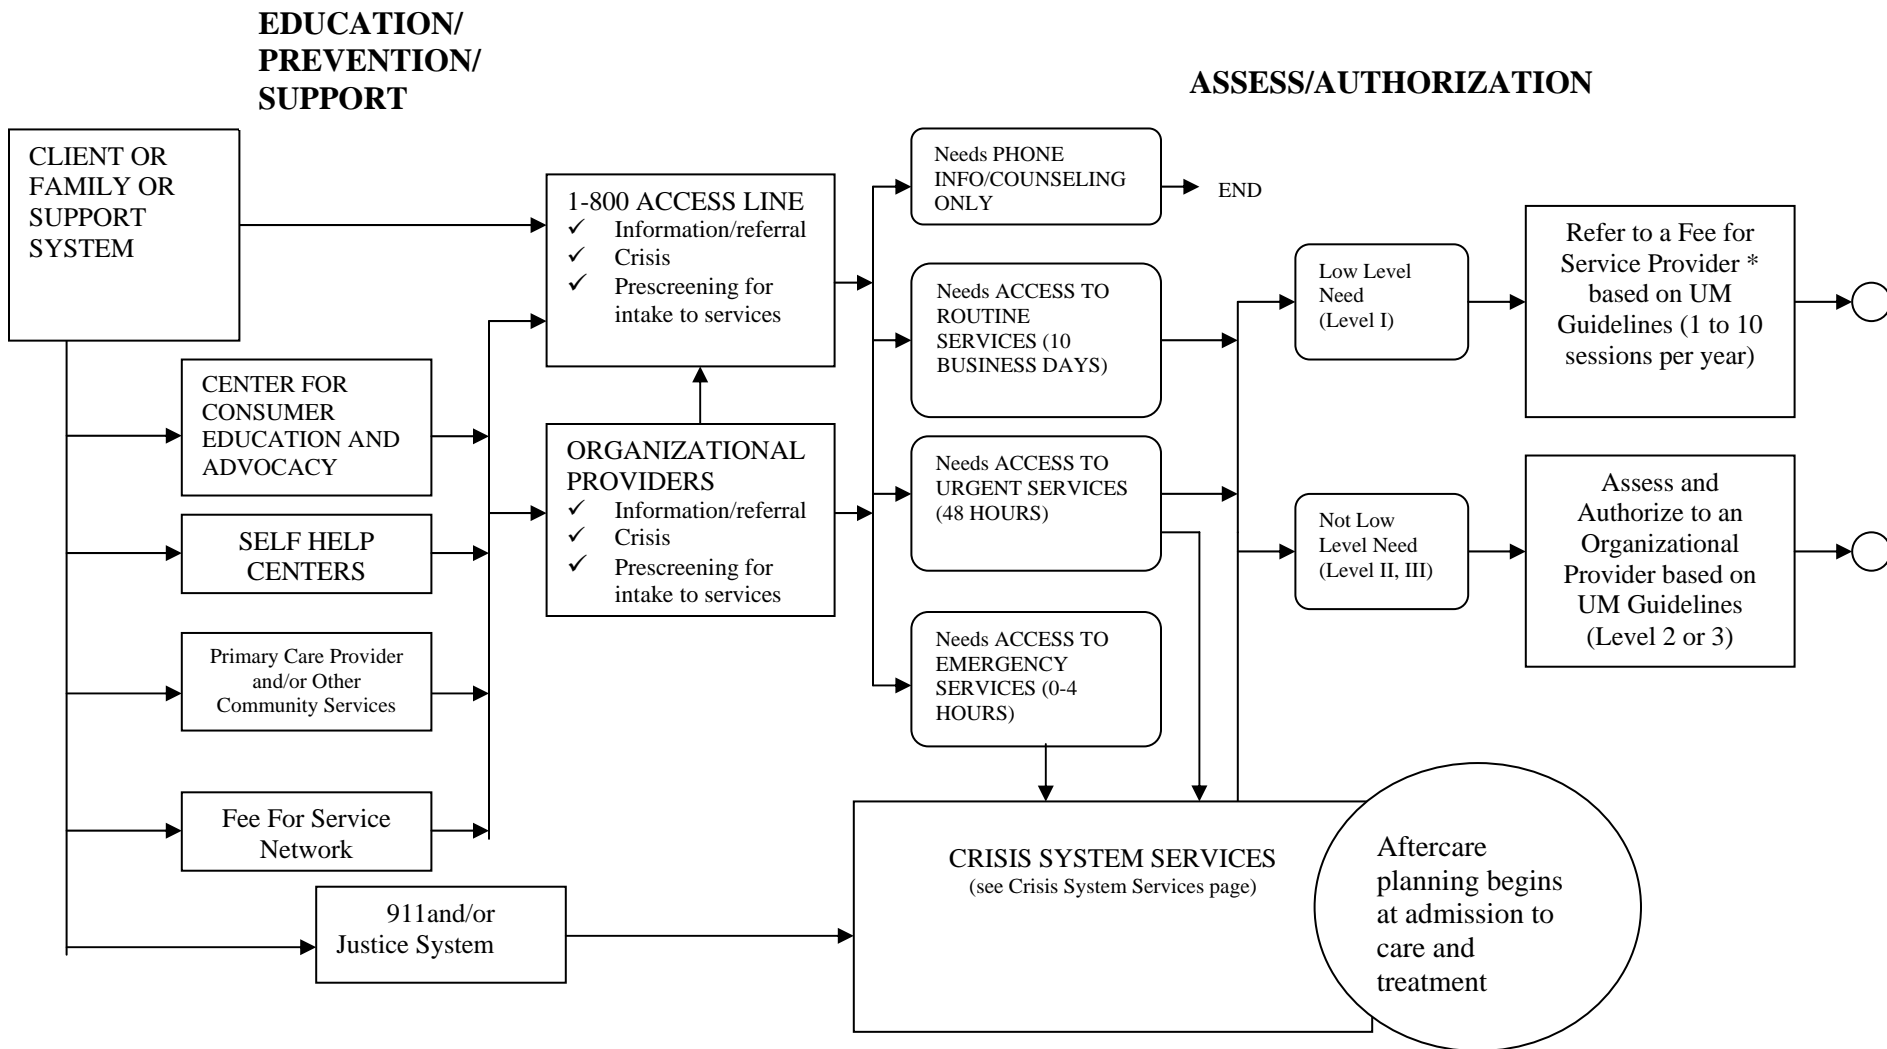 EDUCATION/
PREVENTION/
SUPPORT
ASSESS/AUTHORIZATION
CLIENT OR
FAMILY OR
SUPPORT
SYSTEM
CENTER FOR
CONSUMER
EDUCATION AND
ADVOCACY
SELF HELP
CENTERS
Primary Care Provider
and/or Other
Community Services
Fee For Service
Network
911and/or
Justice System
1-800 ACCESS LINE
✓ Information/referral
✓ Crisis
✓ Prescreening for
intake to services
ORGANIZATIONAL
PROVIDERS
✓ Information/referral
✓ Crisis
✓ Prescreening for
intake to services
Needs PHONE
INFO/COUNSELING
ONLY
END
Needs ACCESS TO
ROUTINE
SERVICES (10
BUSINESS DAYS)
Needs ACCESS TO
URGENT SERVICES
(48 HOURS)
Needs ACCESS TO
EMERGENCY
SERVICES (0-4
HOURS)
CRISIS SYSTEM SERVICES
(see Crisis System Services page)
Low Level
Need
(Level I)
Not Low
Level Need
(Level II, III)
Refer to a Fee for
Service Provider *
based on UM
Guidelines (1 to 10
sessions per year)
Assess and
Authorize to an
Organizational
Provider based on
UM Guidelines
(Level 2 or 3)
Aftercare
planning begins
at admission to
care and
treatment